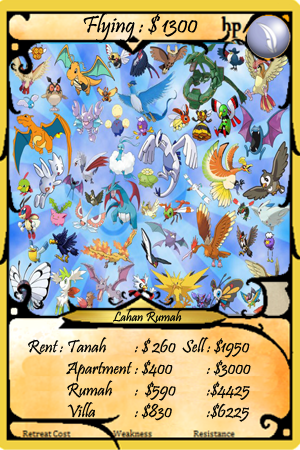 Flying : $ 1300 hp
Lahan Rumah
Rent : Tanah : $ 260 Sell : $1950
Apartment : $400 :$3000
Rumah : $590 :$4425
Villa : $830 :$6225
Retreat Cost Weakness Resistance